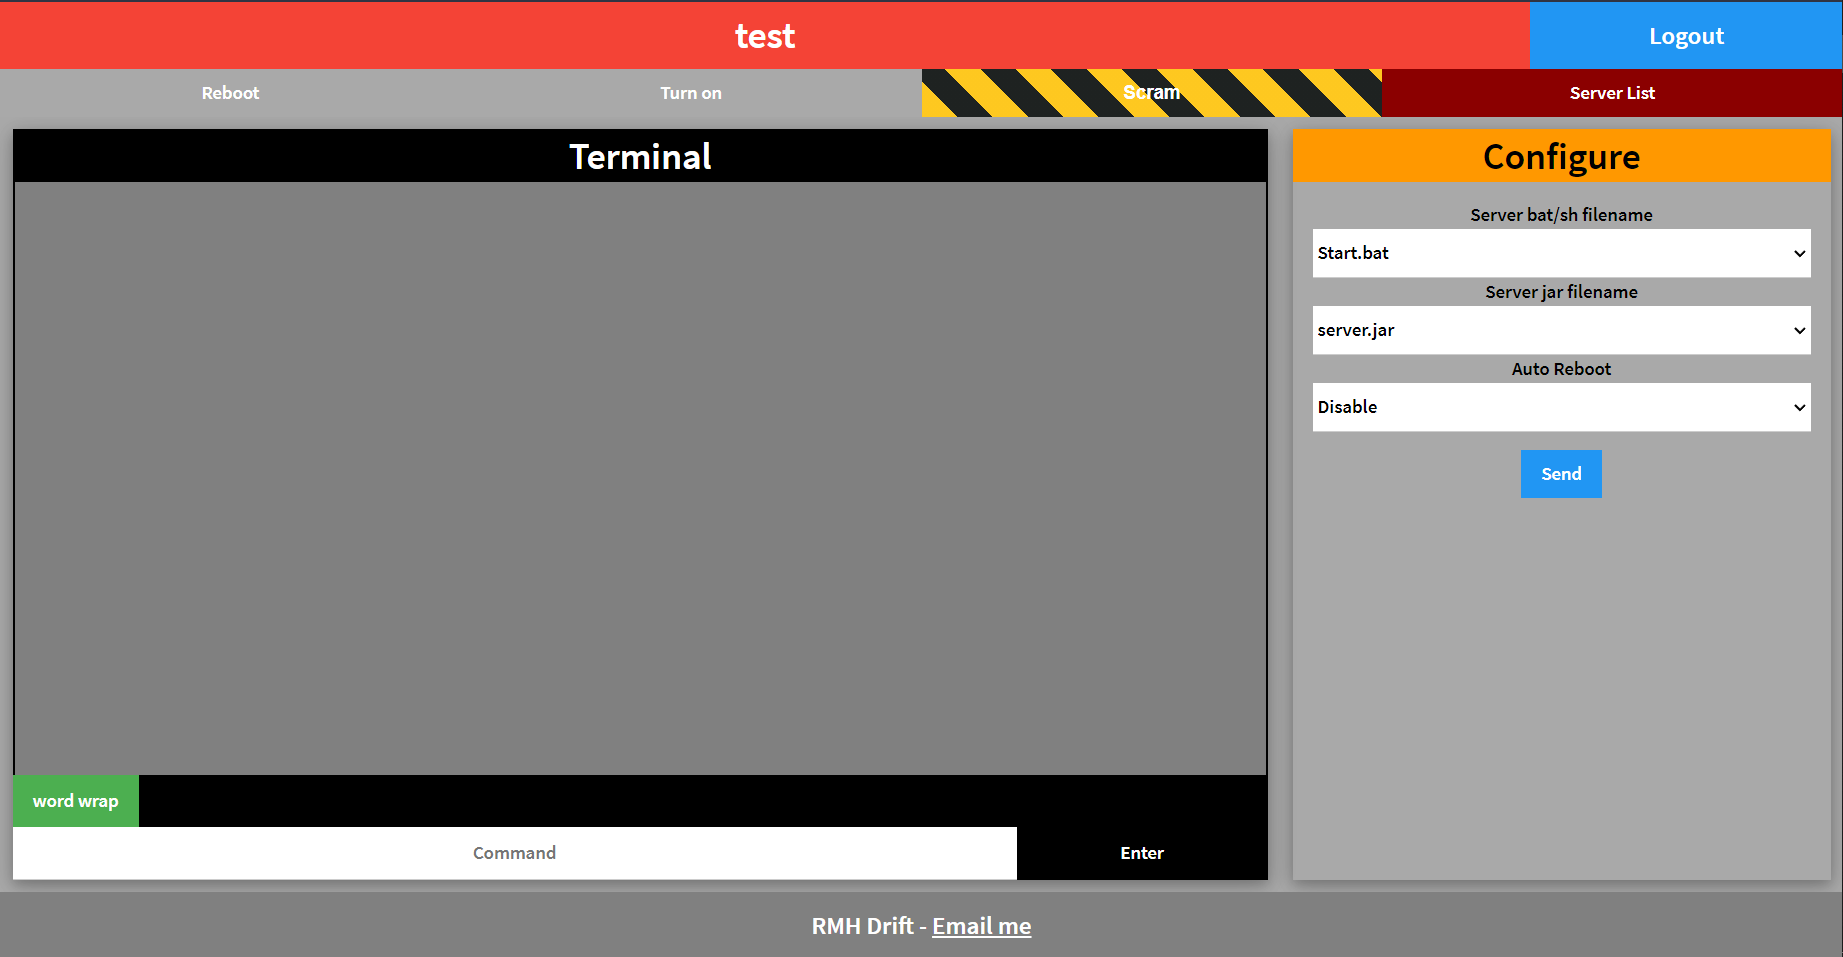 test
Logout
Reboot
Turn on
Scram
Server List
Terminal
Configure
Server bat/sh filename
Start.bat
Server jar filename
server.jar
Auto Reboot
Disable
Send
word wrap
Command
Enter
RMH Drift - Email me